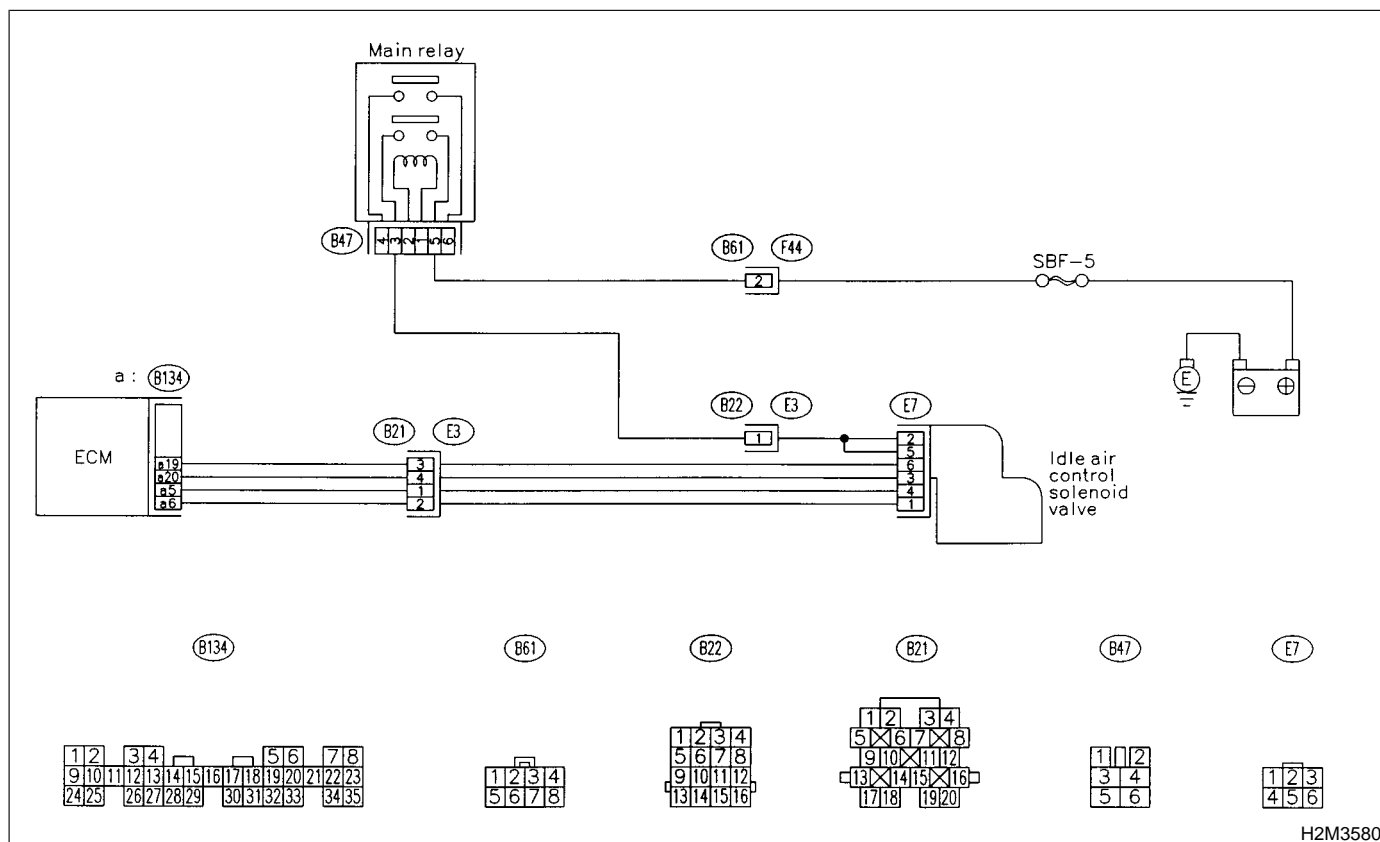 Main relay
B47
4 3 2 1 5 6
B61 F44
2
SBF-5
E
⊖ ⊕
a : B134
ECM
a19
a20
a5
a6
B21 E3
3
4
1
2
B22 E3
1
E7
2
5
6
3
4
1
Idle air
control
solenoid
valve
B134
1 2 3 4 5 6 7 8
9 10 11 12 13 14 15 16 17 18 19 20 21 22 23
24 25 26 27 28 29 30 31 32 33 34 35
B61
1 2 3 4
5 6 7 8
B22
1 2 3 4
5 6 7 8
9 10 11 12
13 14 15 16
B21
1 2 3 4
5 6 7 8
9 10 11 12
13 14 15 16
17 18 19 20
B47
1 2
3 4
5 6
E7
1 2 3
4 5 6
H2M3580